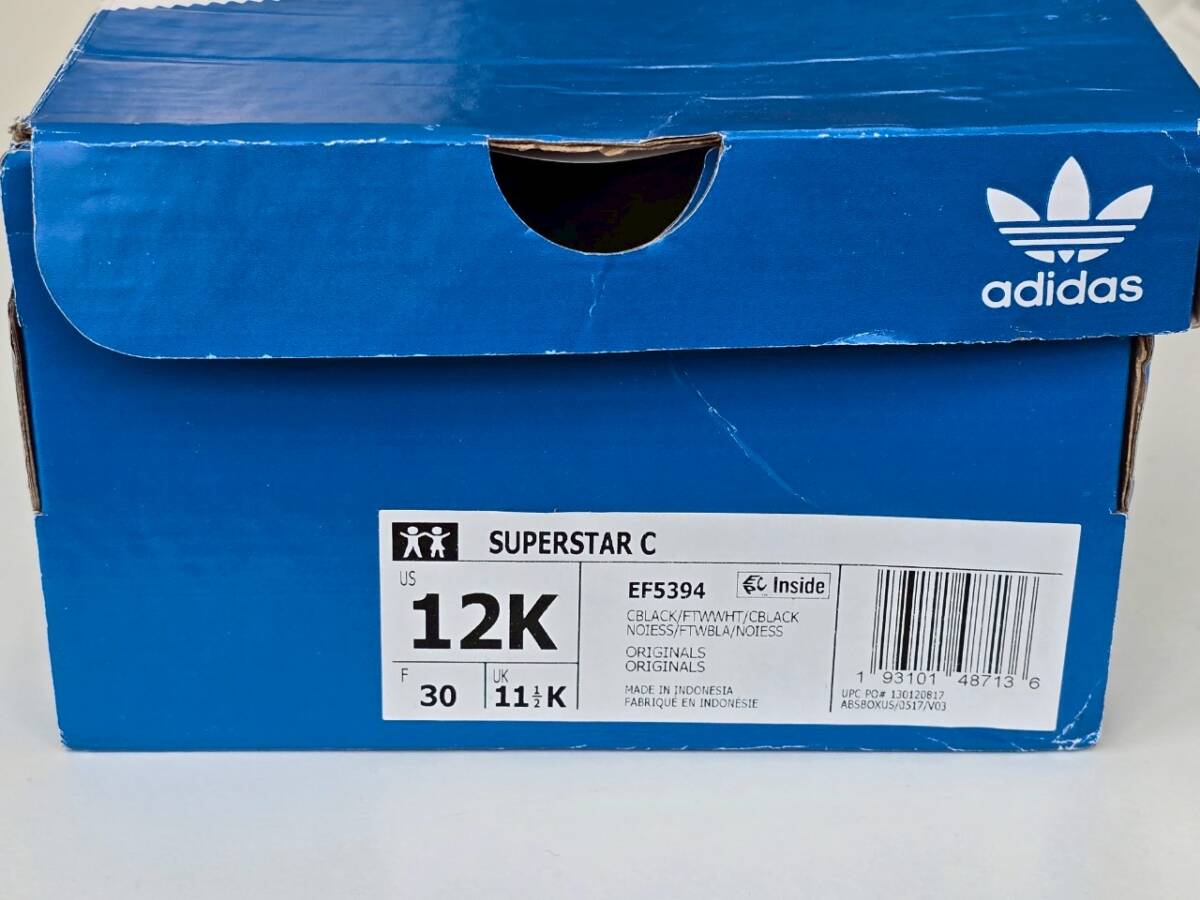 adidas
SUPERSTAR C
US
12K
F
30
UK
11½K
EF5394
Inside
CBLACK/FTWWHT/CBLACK
NOIESS/FTWBLA/NOIESS
ORIGINALS
ORIGINALS
MADE IN INDONESIA
FABRIQUÉ EN INDONESIE
1 93101 48713 6
UPC PO# 130120817
ABSBOXUS/0517/V03